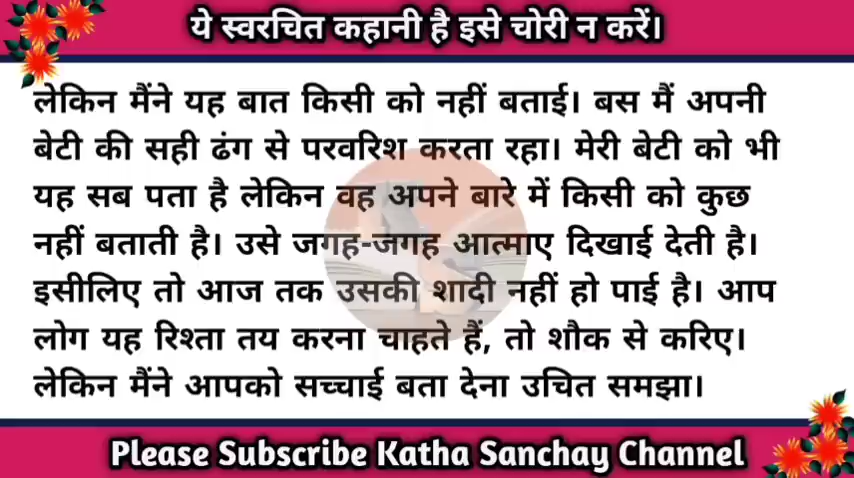 ये स्वरचित कहानी है इसे चोरी न करें।
लेकिन मैंने यह बात किसी को नहीं बताई। बस मैं अपनी
बेटी की सही ढंग से परवरिश करता रहा। मेरी बेटी को भी
यह सब पता है लेकिन वह अपने बारे में किसी को कुछ
नहीं बताती है। उसे जगह-जगह आत्माए दिखाई देती है।
इसीलिए तो आज तक उसकी शादी नहीं हो पाई है। आप
लोग यह रिश्ता तय करना चाहते हैं, तो शौक से करिए।
लेकिन मैंने आपको सच्चाई बता देना उचित समझा।
Please Subscribe Katha Sanchay Channel